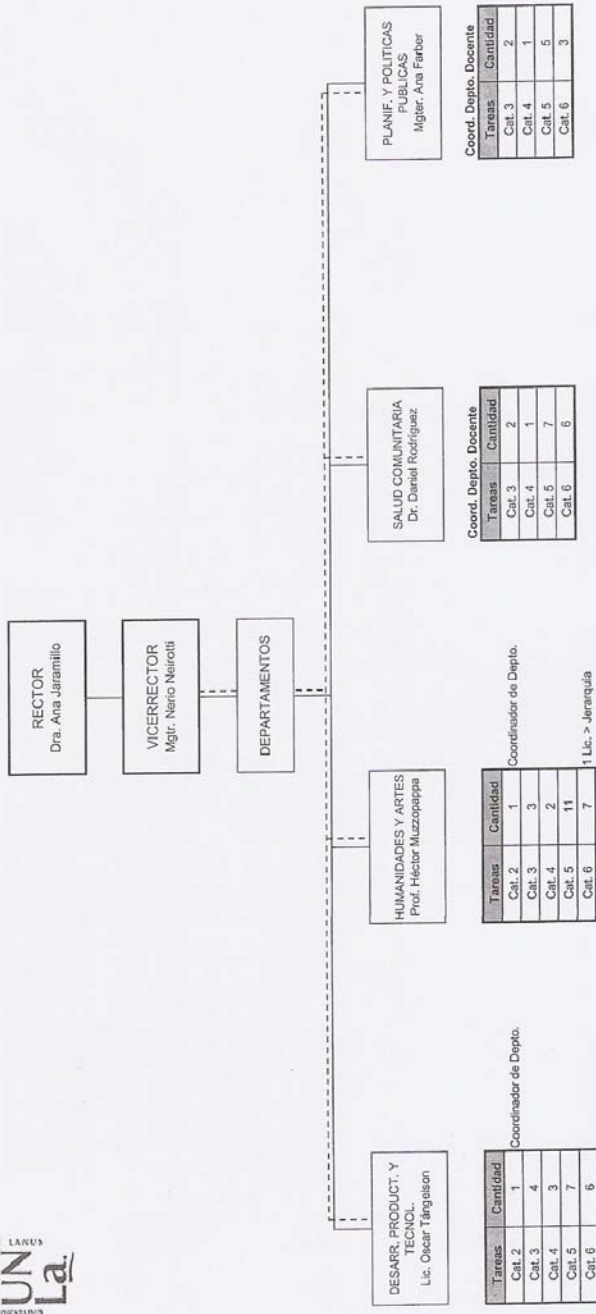 LANUS
UN
La.
RECTOR
Dra. Ana Jaramillo
VICERRECTOR
Mgtr. Nerio Neirotti
DEPARTAMENTOS
DESARR. PRODUCT. Y
TECNOL.
Lic. Oscar Tángelson
HUMANIDADES Y ARTES
Prof. Héctor Muzzopappa
SALUD COMUNITARIA
Dr. Daniel Rodríguez
PLANIF. Y POLITICAS
PUBLICAS
Mgter. Ana Farber
Tareas Cantidad
Cat. 2 1 Coordinador de Depto.
Cat. 3 4
Cat. 4 3
Cat. 5 7
Cat. 6 6
Tareas Cantidad
Cat. 2 1 Coordinador de Depto.
Cat. 3 3
Cat. 4 2
Cat. 5 11
Cat. 6 7 1 Lic. > Jerarquia
Coord. Depto. Docente
Tareas Cantidad
Cat. 3 2
Cat. 4 1
Cat. 5 7
Cat. 6 6
Coord. Depto. Docente
Tareas Cantidad
Cat. 3 2
Cat. 4 1
Cat. 5 5
Cat. 6 3